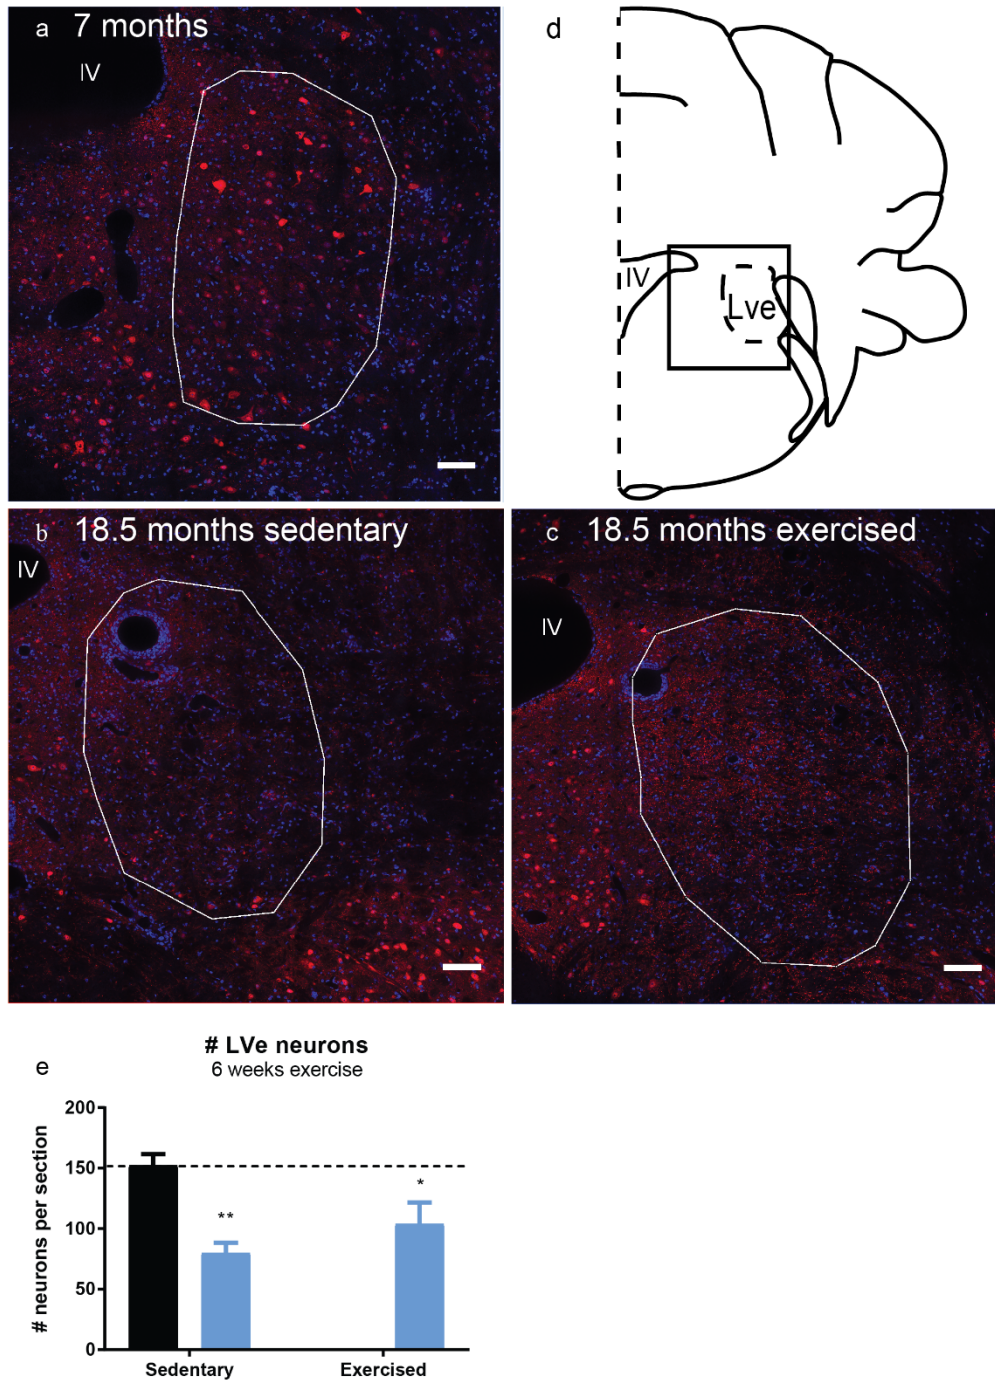 a 7 months
IV
d
IV
Lve
b 18.5 months sedentary
IV
c 18.5 months exercised
IV
e
# LVe neurons
6 weeks exercise
# neurons per section
200
150
100
50
0
**
*
Sedentary Exercised